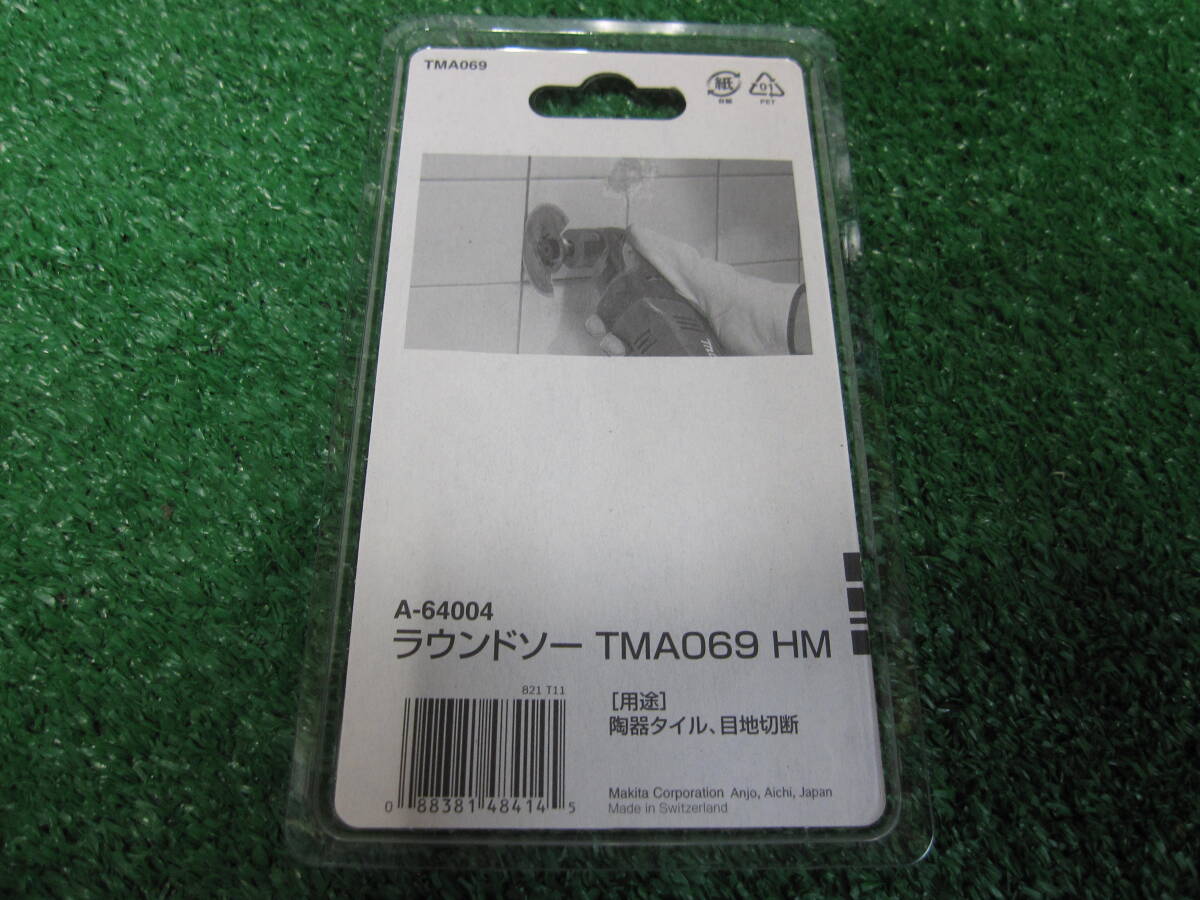 TMA069
紙
01
PET
A-64004
ラウンドソー TMA069 HM
821 T11
[用途]
陶器タイル、目地切断
0 88381 48414 5
Makita Corporation Anjo, Aichi, Japan
Made in Switzerland